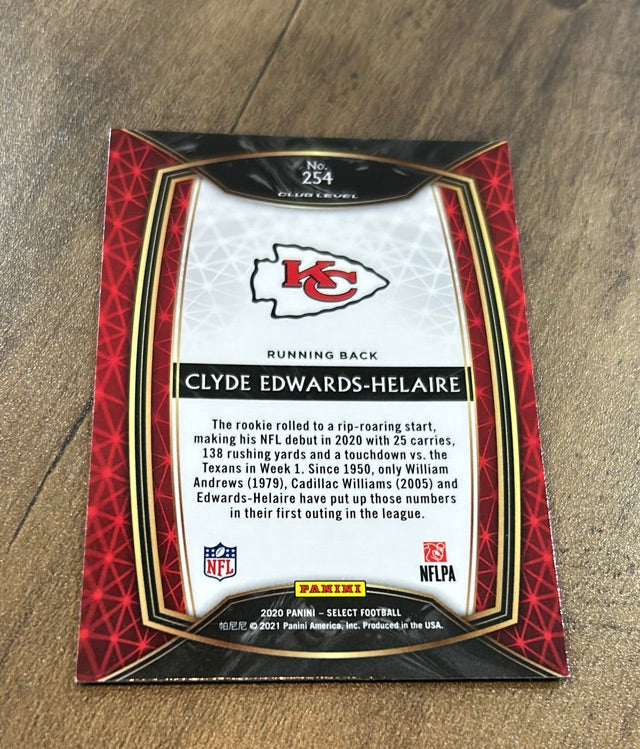 No.
254
CLUB LEVEL
KC
RUNNING BACK
CLYDE EDWARDS-HELAIRE
The rookie rolled to a rip-roaring start,
making his NFL debut in 2020 with 25 carries,
138 rushing yards and a touchdown vs. the
Texans in Week 1. Since 1950, only William
Andrews (1979), Cadillac Williams (2005) and
Edwards-Helaire have put up those numbers
in their first outing in the league.
NFL
NFLPA
PANINI
2020 PANINI – SELECT FOOTBALL
帕尼尼 © 2021 Panini America, Inc. Produced in the USA.